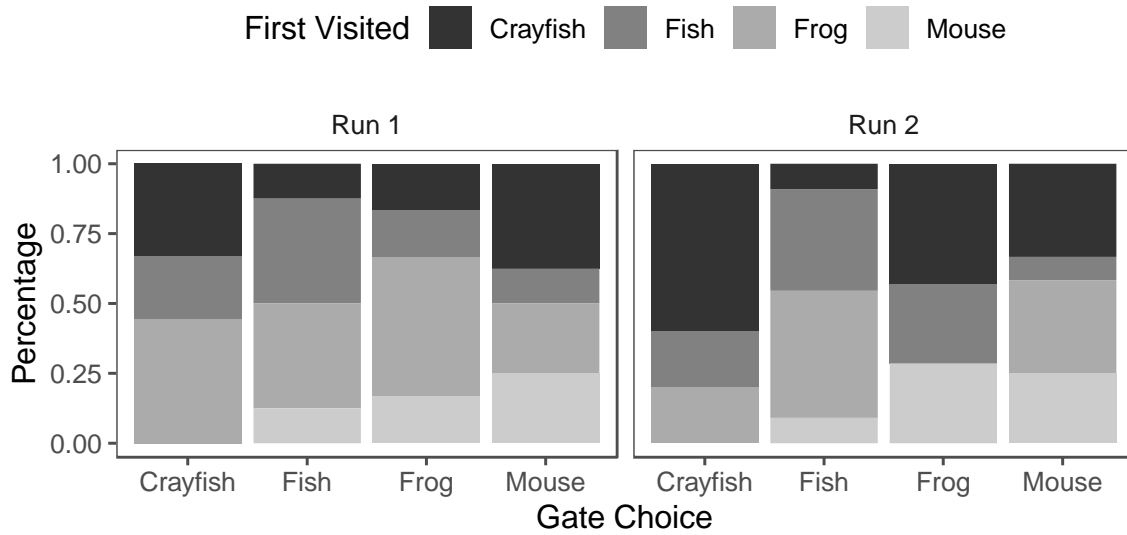 First Visited Crayfish Fish Frog Mouse
Run 1 Run 2
Percentage
1.00
0.75
0.50
0.25
0.00
Crayfish Fish Frog Mouse Crayfish Fish Frog Mouse
Gate Choice